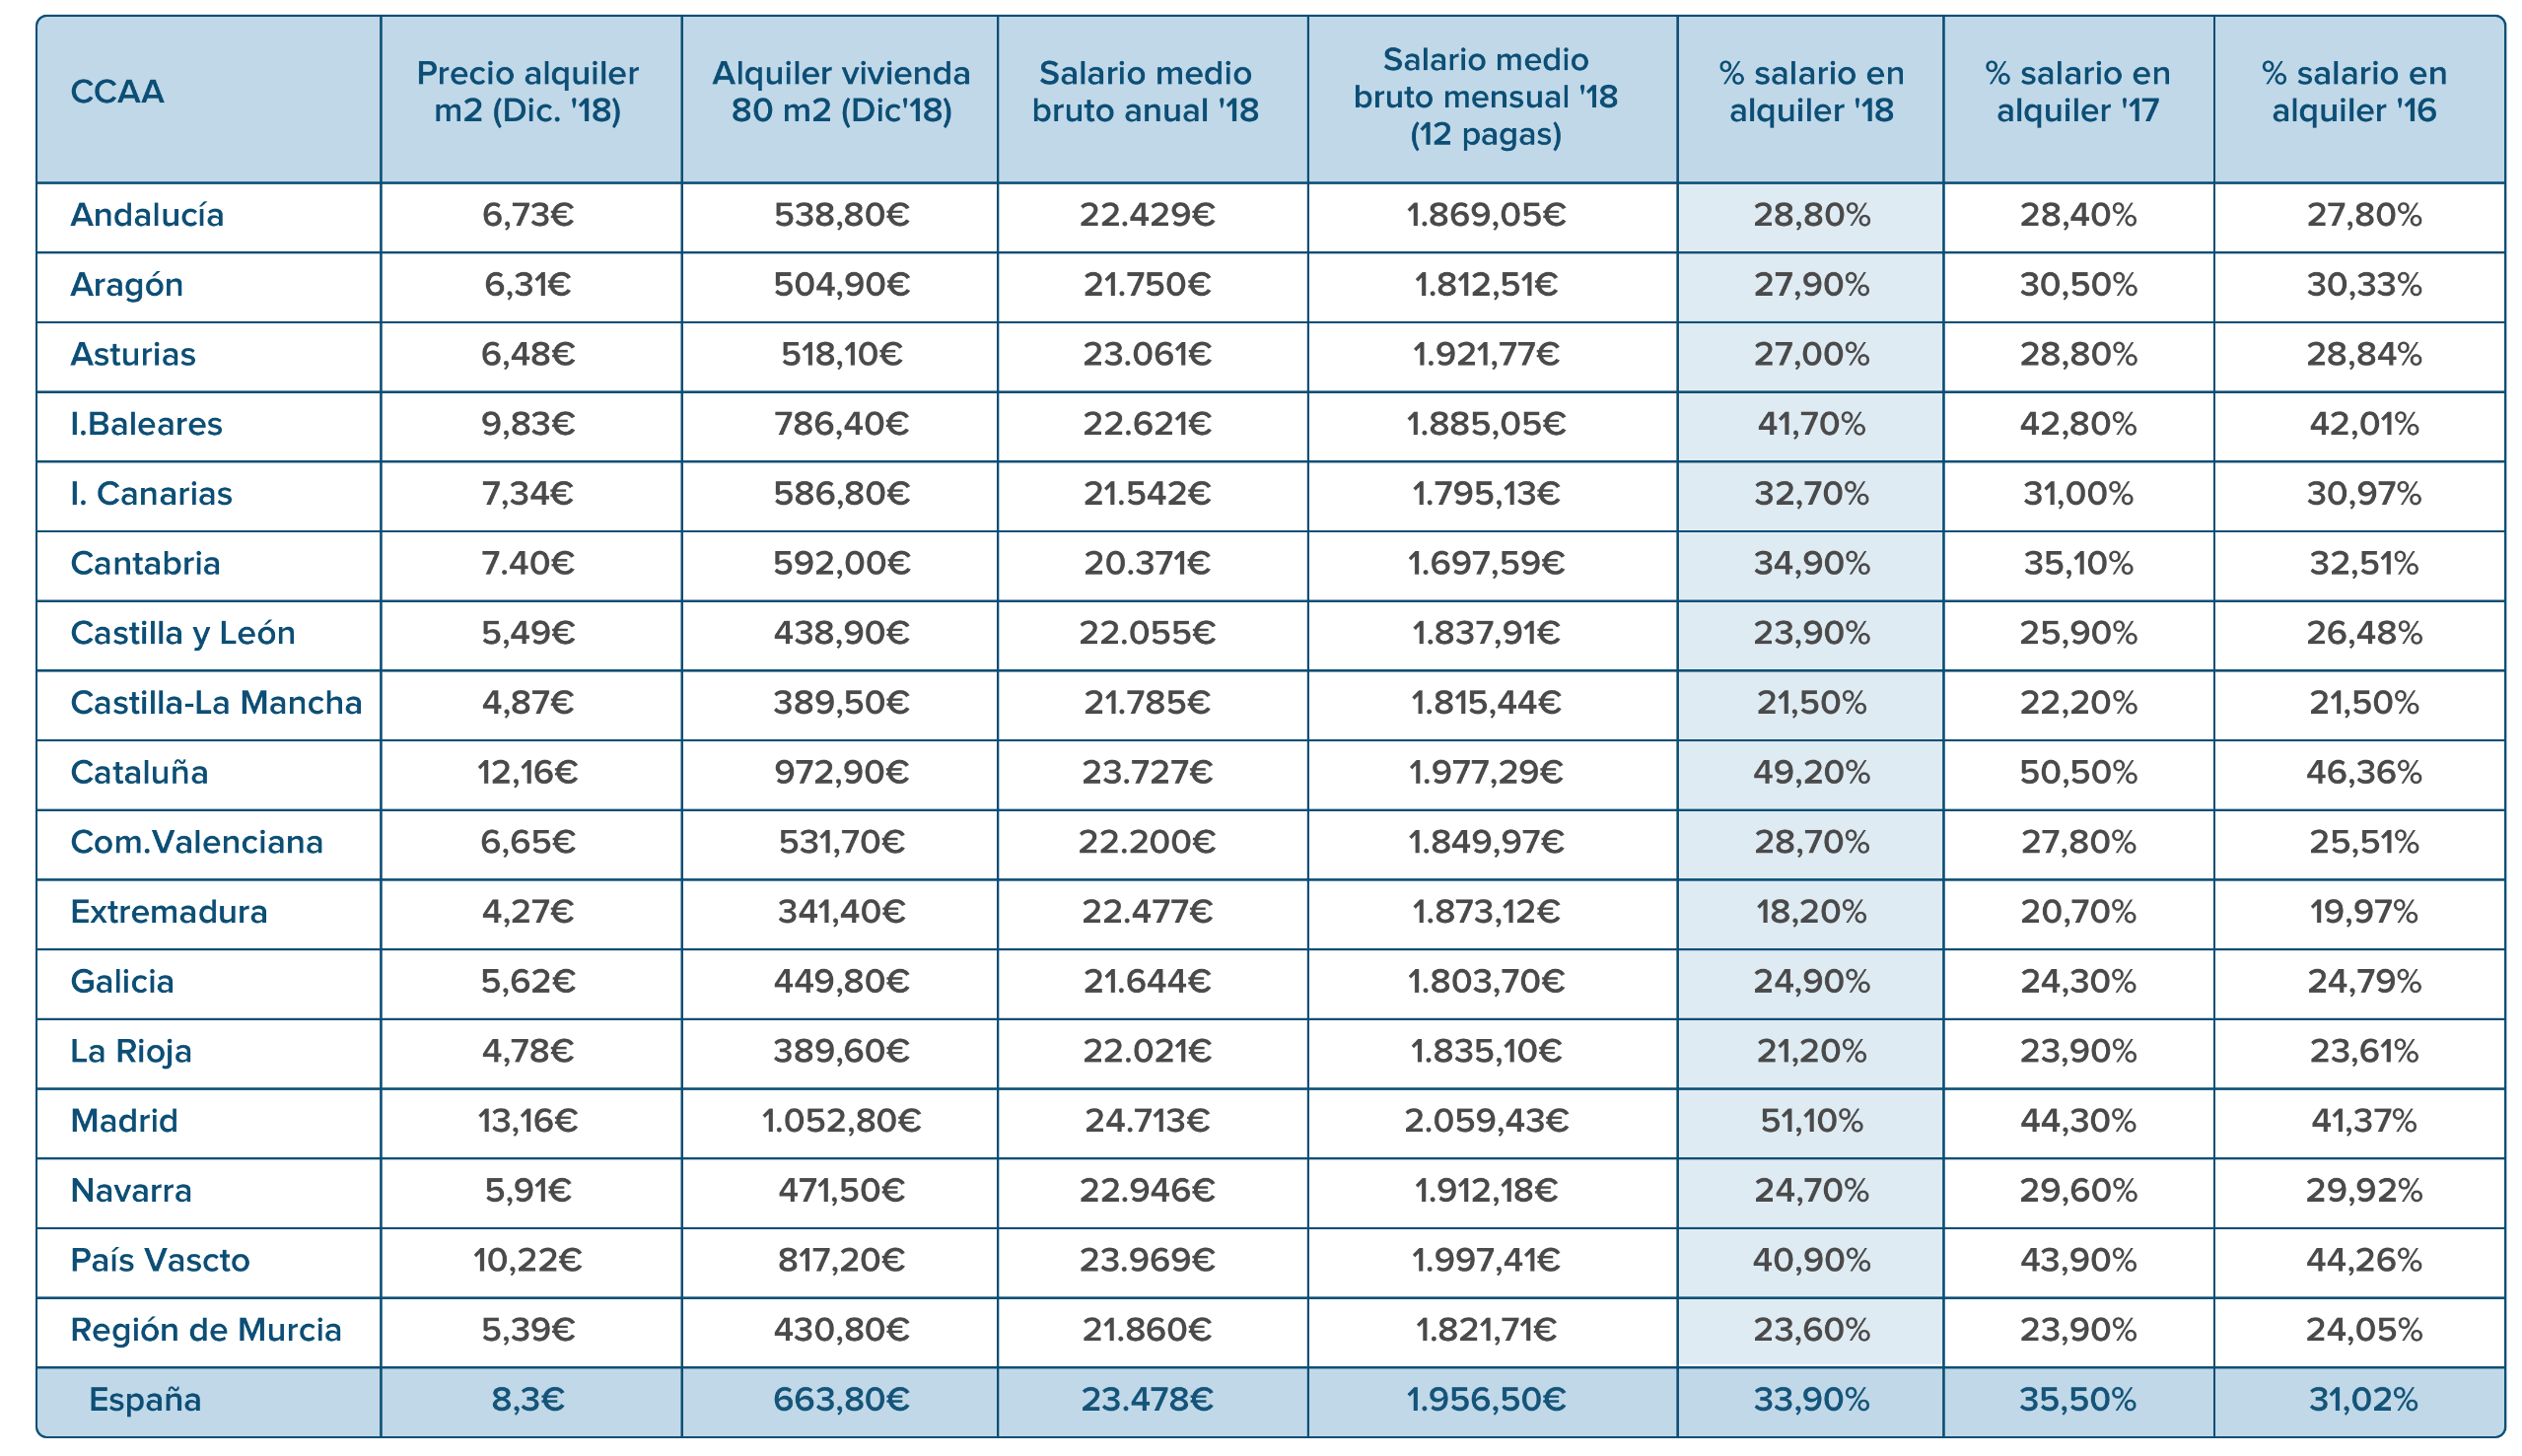 CCAA
Precio alquiler
m2 (Dic. '18)
Alquiler vivienda
80 m2 (Dic'18)
Salario medio
bruto anual '18
Salario medio
bruto mensual '18
(12 pagas)
% salario en
alquiler '18
% salario en
alquiler '17
% salario en
alquiler '16
Andalucía 6,73€ 538,80€ 22.429€ 1.869,05€ 28,80% 28,40% 27,80%
Aragón 6,31€ 504,90€ 21.750€ 1.812,51€ 27,90% 30,50% 30,33%
Asturias 6,48€ 518,10€ 23.061€ 1.921,77€ 27,00% 28,80% 28,84%
I.Baleares 9,83€ 786,40€ 22.621€ 1.885,05€ 41,70% 42,80% 42,01%
I. Canarias 7,34€ 586,80€ 21.542€ 1.795,13€ 32,70% 31,00% 30,97%
Cantabria 7.40€ 592,00€ 20.371€ 1.697,59€ 34,90% 35,10% 32,51%
Castilla y León 5,49€ 438,90€ 22.055€ 1.837,91€ 23,90% 25,90% 26,48%
Castilla-La Mancha 4,87€ 389,50€ 21.785€ 1.815,44€ 21,50% 22,20% 21,50%
Cataluña 12,16€ 972,90€ 23.727€ 1.977,29€ 49,20% 50,50% 46,36%
Com.Valenciana 6,65€ 531,70€ 22.200€ 1.849,97€ 28,70% 27,80% 25,51%
Extremadura 4,27€ 341,40€ 22.477€ 1.873,12€ 18,20% 20,70% 19,97%
Galicia 5,62€ 449,80€ 21.644€ 1.803,70€ 24,90% 24,30% 24,79%
La Rioja 4,78€ 389,60€ 22.021€ 1.835,10€ 21,20% 23,90% 23,61%
Madrid 13,16€ 1.052,80€ 24.713€ 2.059,43€ 51,10% 44,30% 41,37%
Navarra 5,91€ 471,50€ 22.946€ 1.912,18€ 24,70% 29,60% 29,92%
País Vascto 10,22€ 817,20€ 23.969€ 1.997,41€ 40,90% 43,90% 44,26%
Región de Murcia 5,39€ 430,80€ 21.860€ 1.821,71€ 23,60% 23,90% 24,05%
España 8,3€ 663,80€ 23.478€ 1.956,50€ 33,90% 35,50% 31,02%